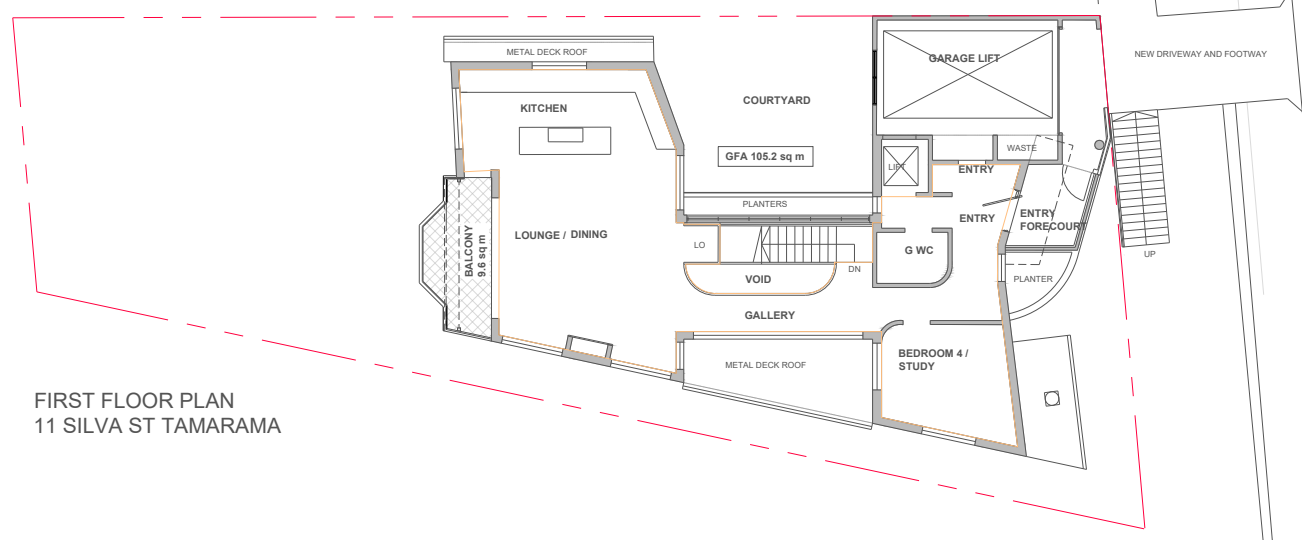 METAL DECK ROOF
GARAGE LIFT
NEW DRIVEWAY AND FOOTWAY
KITCHEN
COURTYARD
GFA 105.2 sq m
WASTE
LIFT
ENTRY
PLANTERS
ENTRY
ENTRY
FORECOURT
LOUNGE / DINING
BALCONY
9.6 sq m
LO
G WC
UP
DN
VOID
PLANTER
GALLERY
METAL DECK ROOF
BEDROOM 4 /
STUDY
FIRST FLOOR PLAN
11 SILVA ST TAMARAMA